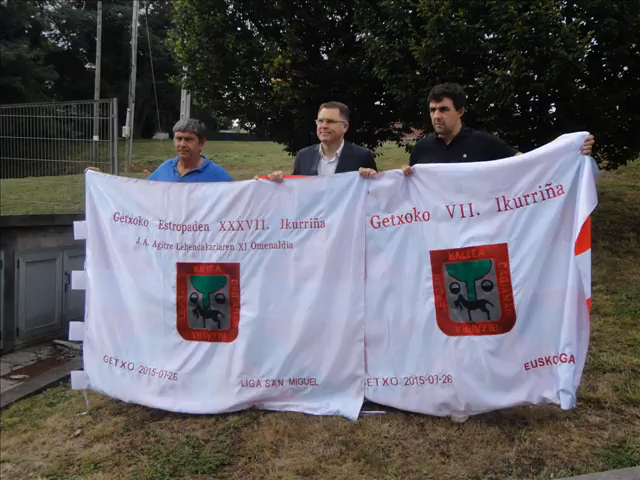 Getxoko Estropaden XXXVII. Ikurriña
J.A. Agitre Lehendakariaren XI Omenaldia
GETXO 2015-07-26
LIGA SAN MIGUEL
Getxoko VII. Ikurriña
GETXO 2015-07-26
EUSKOGA